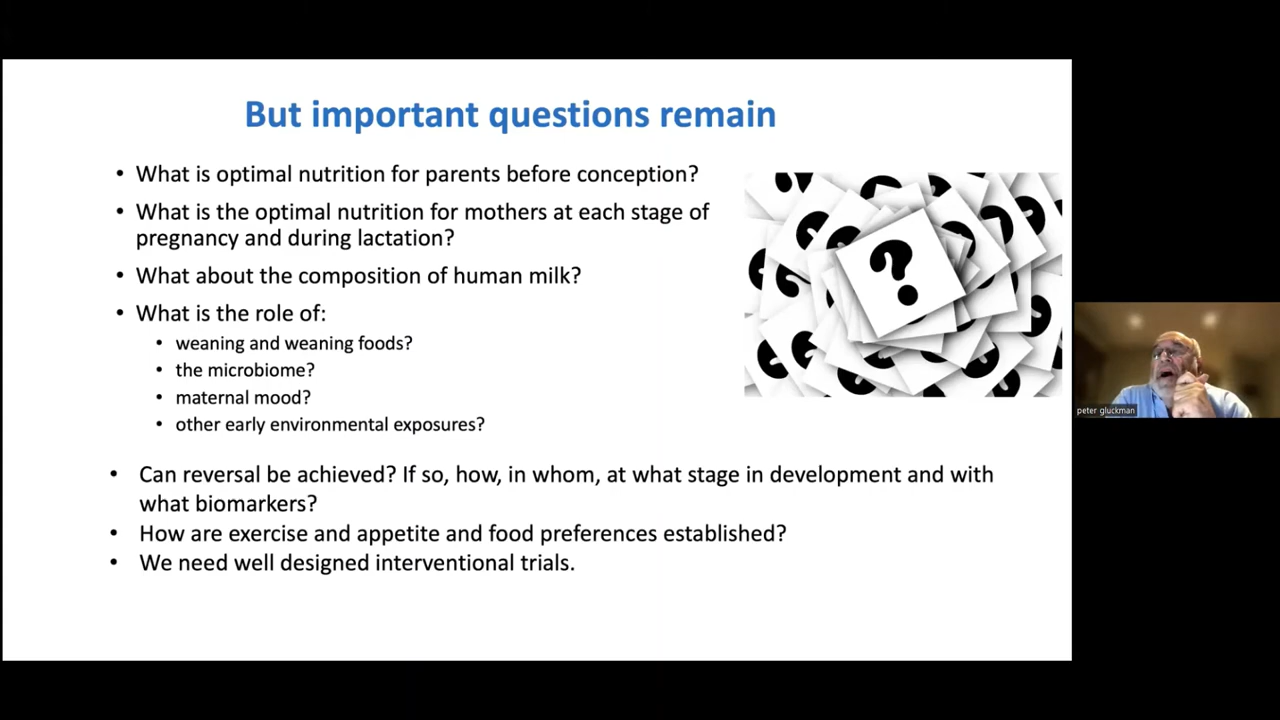 But important questions remain
• What is optimal nutrition for parents before conception?
• What is the optimal nutrition for mothers at each stage of
pregnancy and during lactation?
• What about the composition of human milk?
• What is the role of:
• weaning and weaning foods?
• the microbiome?
• maternal mood?
• other early environmental exposures?
• Can reversal be achieved? If so, how, in whom, at what stage in development and with
what biomarkers?
• How are exercise and appetite and food preferences established?
• We need well designed interventional trials.
?
peter gluckman